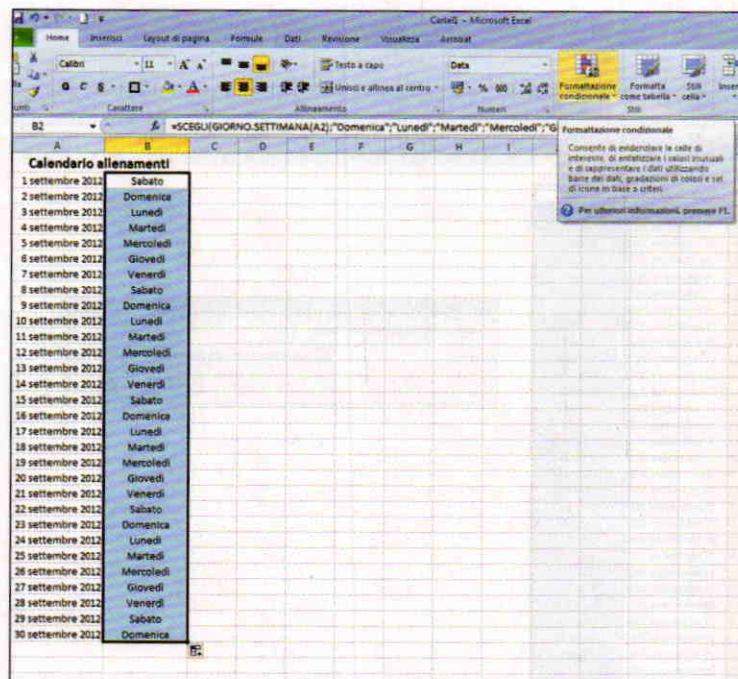 Cartel1 - Microsoft Excel
Home Inserisci Layout di pagina Formule Dati Revisione Visualizza Acrobat
Calibri 11 A A Testo a capo Data
G C S A Unisci e allinea al centro % 000 Formattazione condizionale Formatta come tabella Stili cella
Carattere Allineamento Numeri Stili
B2 fx =SCEGLI(GIORNO.SETTIMANA(A2);"Domenica";"Lunedì";"Martedì";"Mercoledì";"G
Formattazione condizionale
Consente di evidenziare le celle di
interesse, di enfatizzare i valori inusuali
e di rappresentare i dati utilizzando
barre dei dati, gradazioni di colori e set
di icone in base a criteri.
Per ulteriori informazioni, premere F1.
A B C D E F G H I
Calendario allenamenti
1 settembre 2012 Sabato
2 settembre 2012 Domenica
3 settembre 2012 Lunedì
4 settembre 2012 Martedì
5 settembre 2012 Mercoledì
6 settembre 2012 Giovedì
7 settembre 2012 Venerdì
8 settembre 2012 Sabato
9 settembre 2012 Domenica
10 settembre 2012 Lunedì
11 settembre 2012 Martedì
12 settembre 2012 Mercoledì
13 settembre 2012 Giovedì
14 settembre 2012 Venerdì
15 settembre 2012 Sabato
16 settembre 2012 Domenica
17 settembre 2012 Lunedì
18 settembre 2012 Martedì
19 settembre 2012 Mercoledì
20 settembre 2012 Giovedì
21 settembre 2012 Venerdì
22 settembre 2012 Sabato
23 settembre 2012 Domenica
24 settembre 2012 Lunedì
25 settembre 2012 Martedì
26 settembre 2012 Mercoledì
27 settembre 2012 Giovedì
28 settembre 2012 Venerdì
29 settembre 2012 Sabato
30 settembre 2012 Domenica